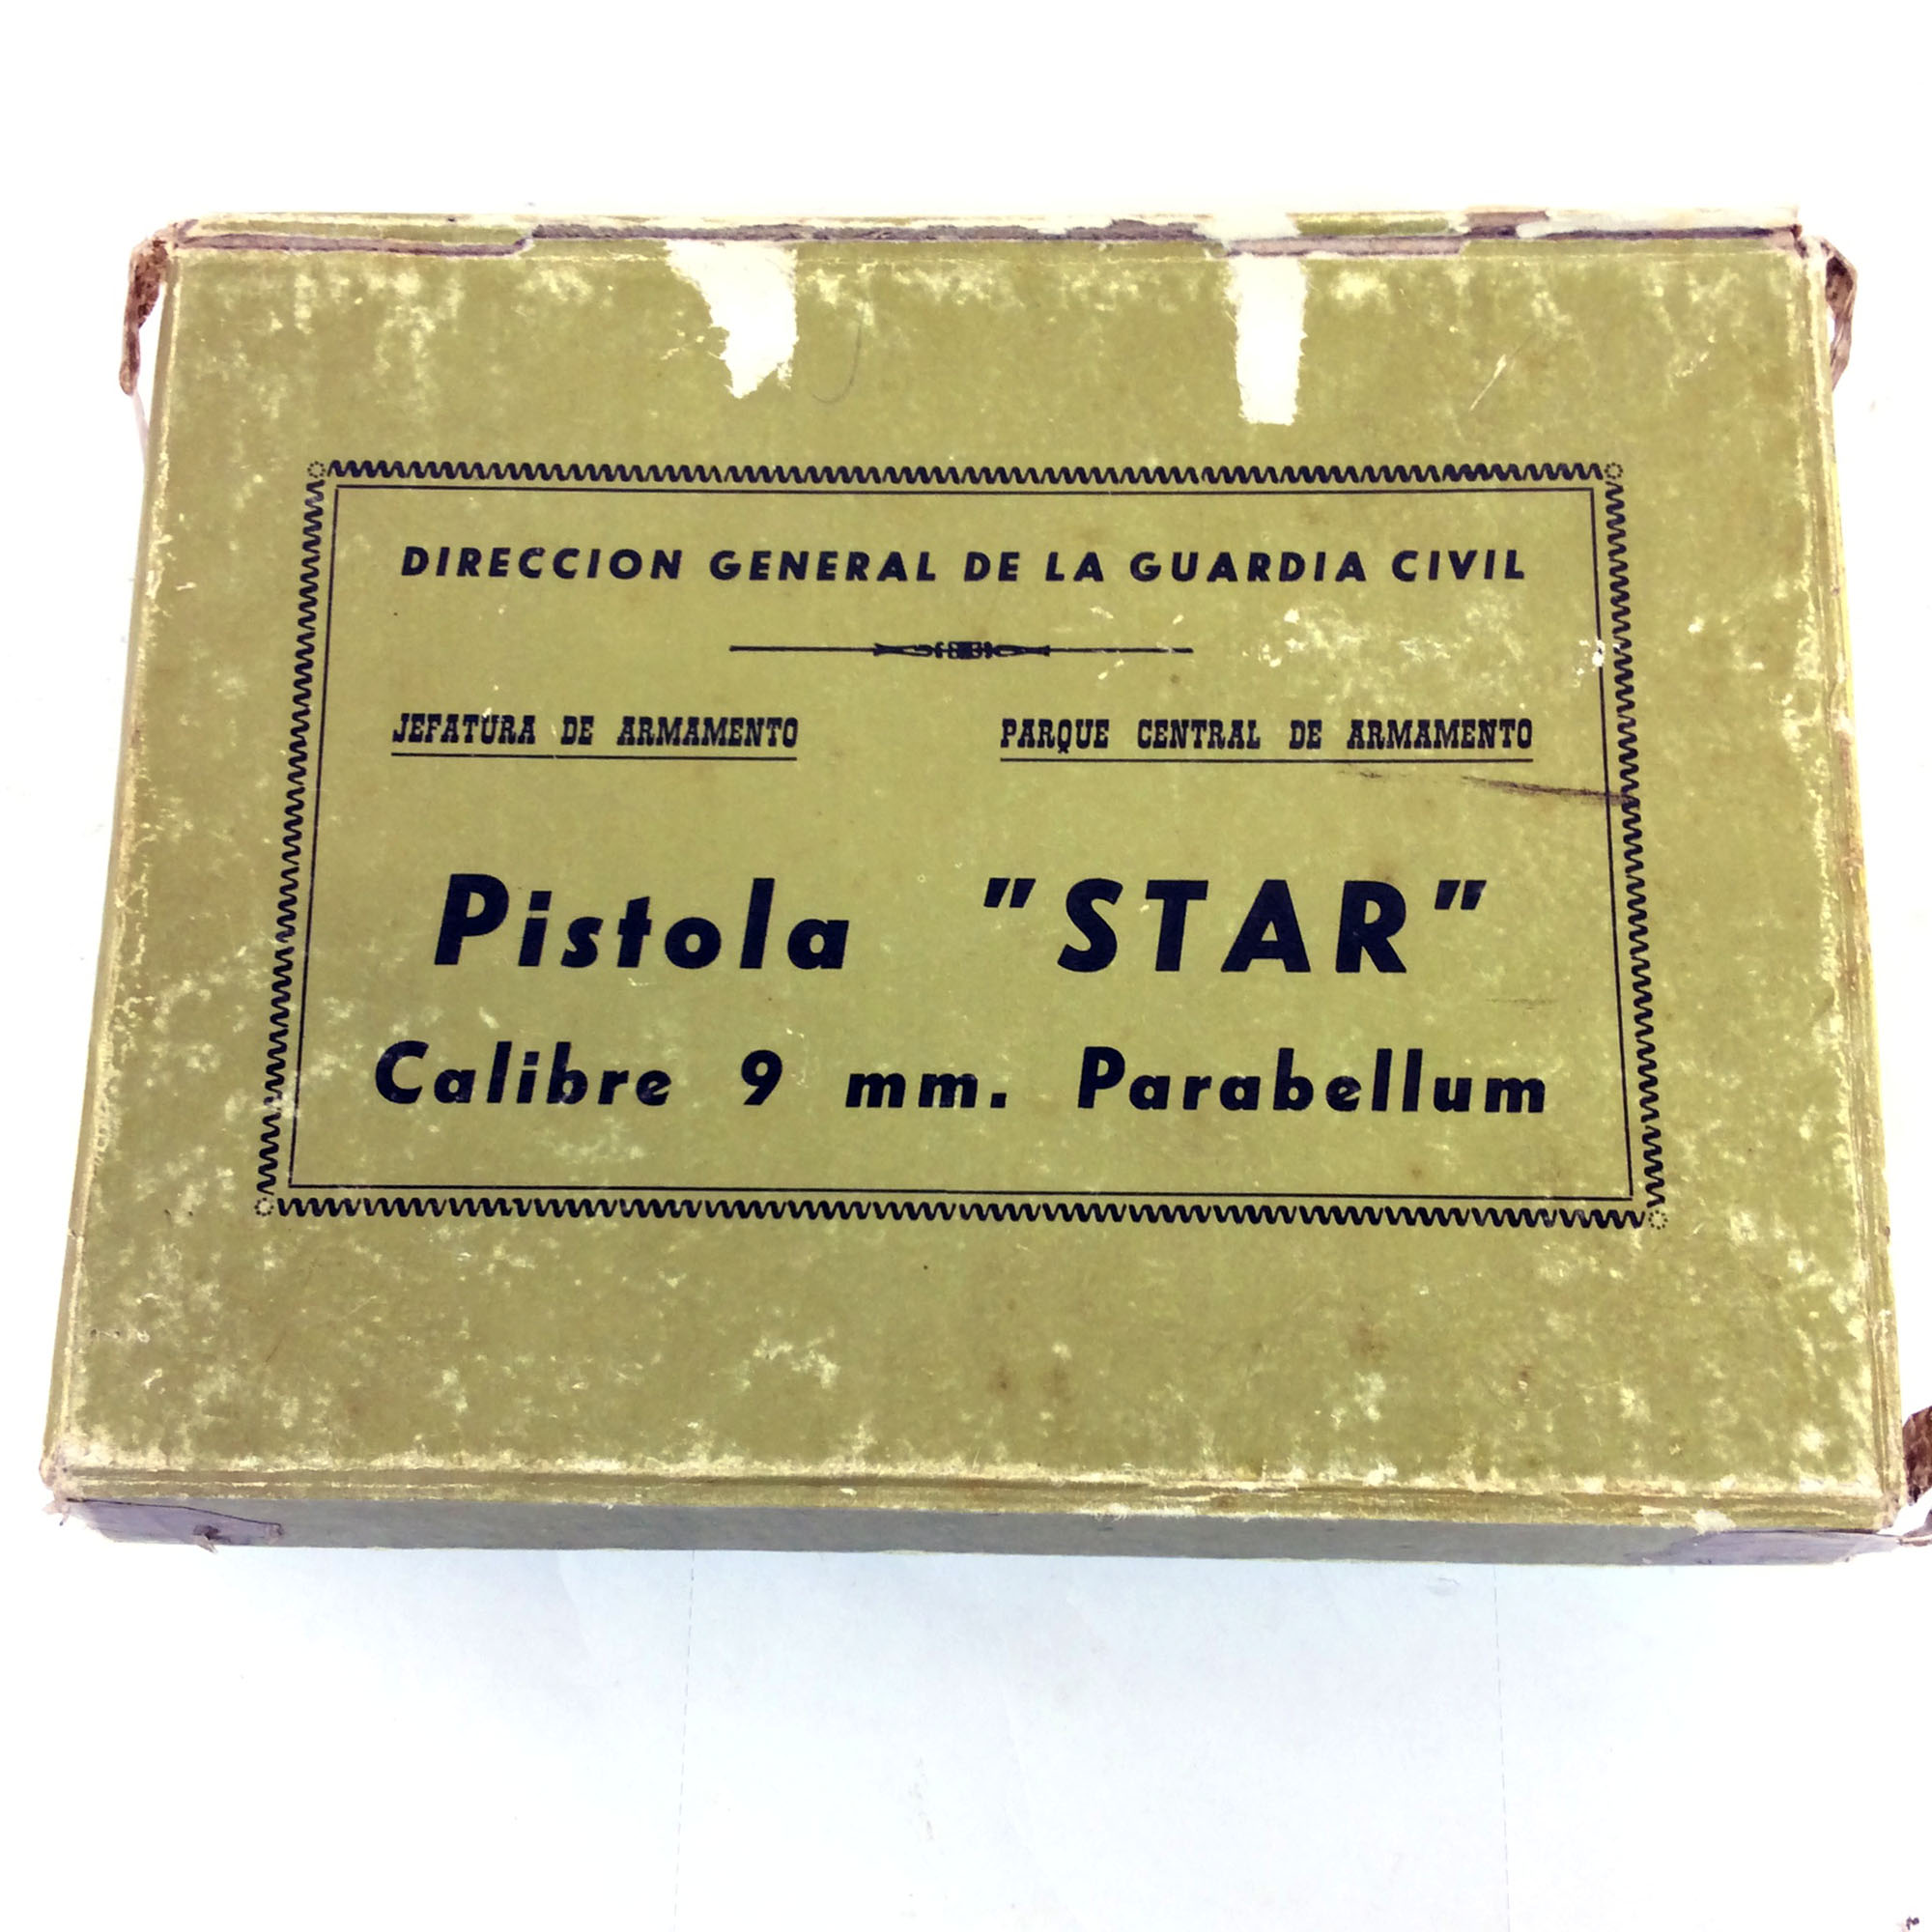 DIRECCION GENERAL DE LA GUARDIA CIVIL
JEFATURA DE ARMAMENTO PARQUE CENTRAL DE ARMAMENTO
Pistola "STAR"
Calibre 9 mm. Parabellum